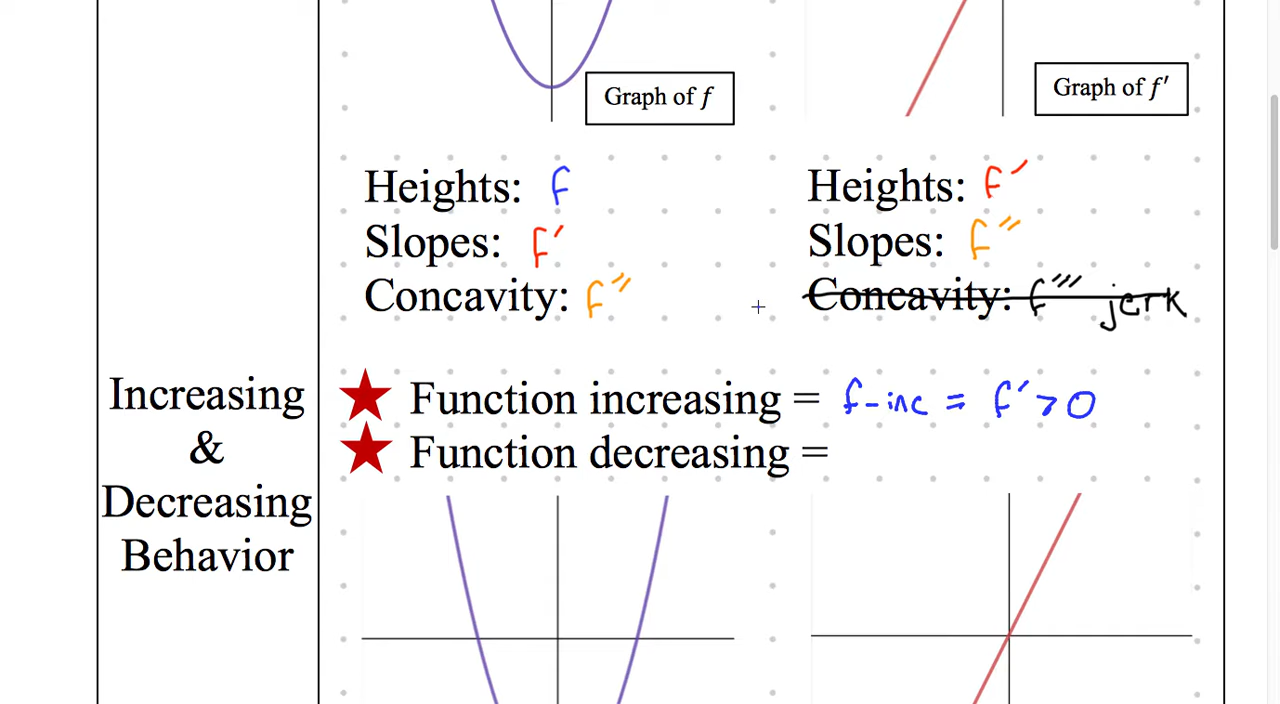 Graph of f
Graph of f′
Heights: f
Slopes: f′
Concavity: f″
Heights: f′
Slopes: f″
Concavity: f‴ jerk
Increasing
&
Decreasing
Behavior
Function increasing = f-inc = f′ > 0
Function decreasing =